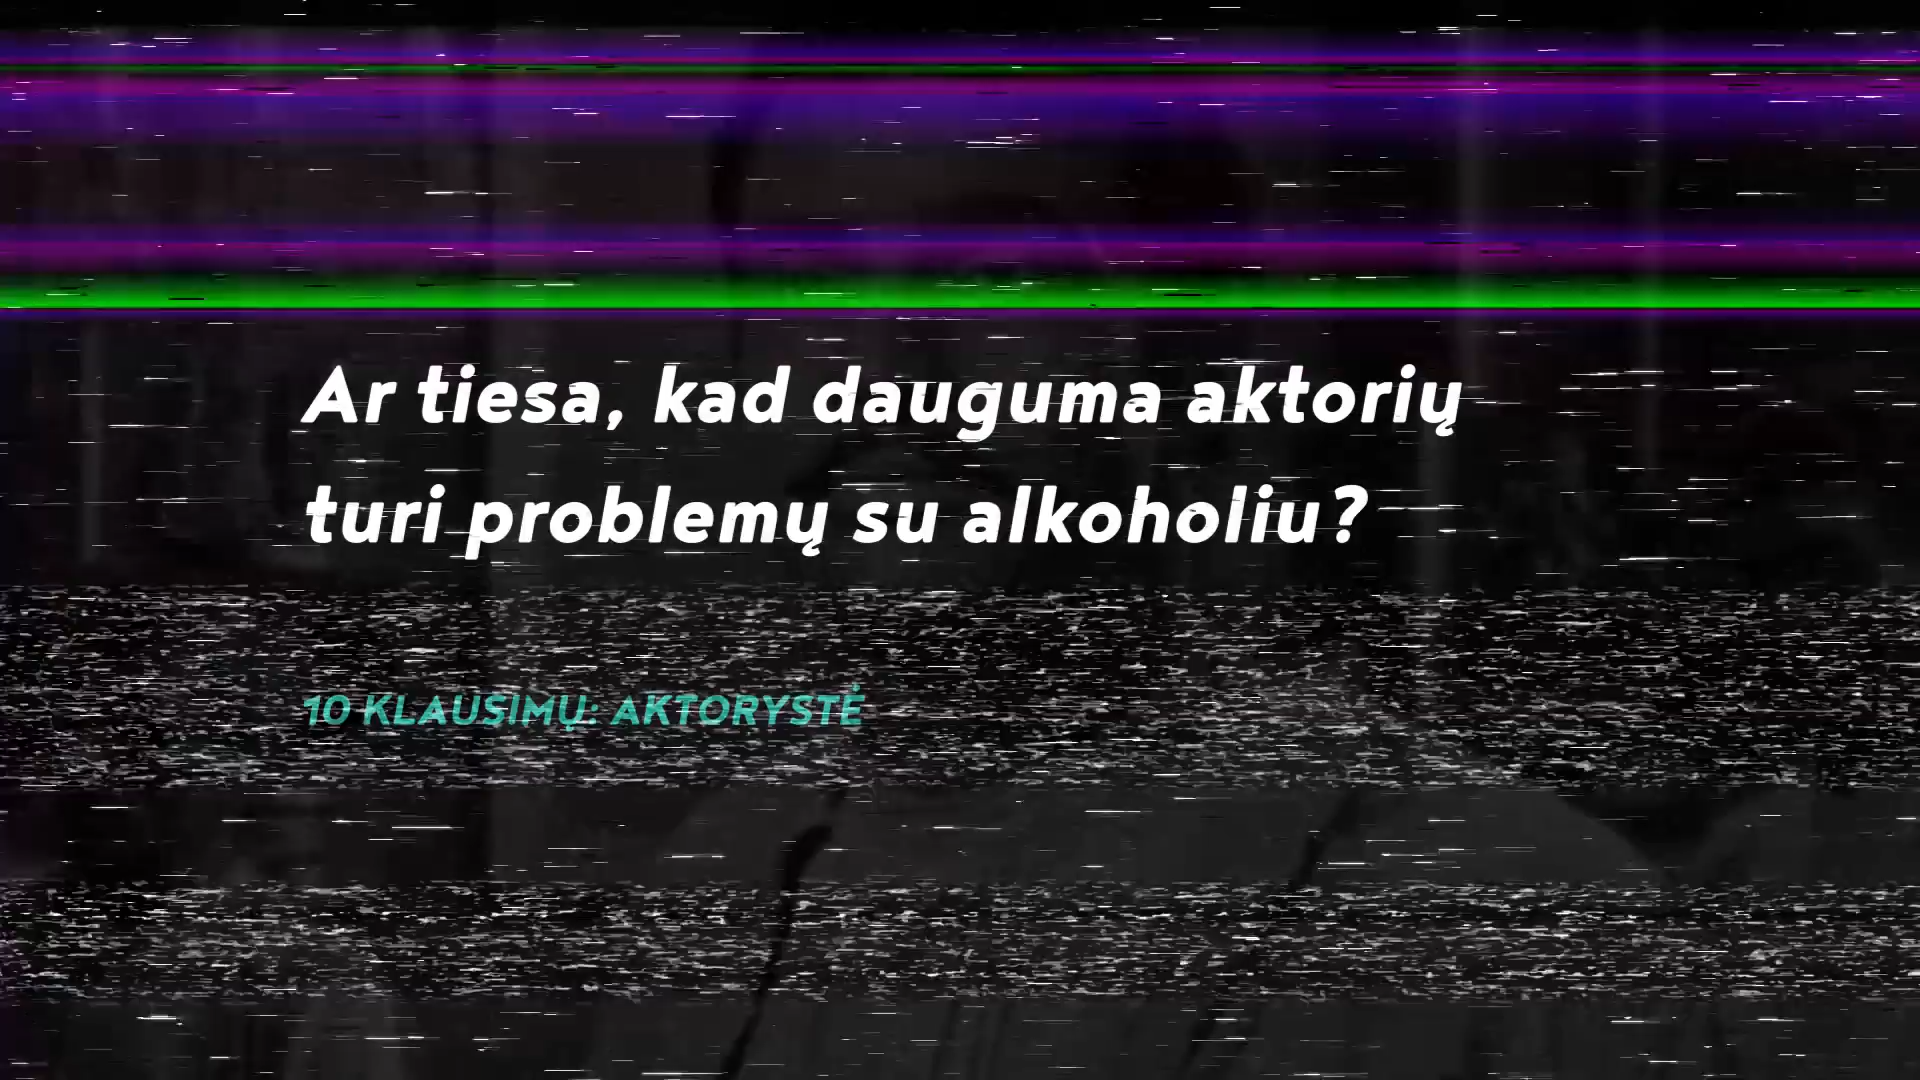 Ar tiesa, kad dauguma aktorių
turi problemų su alkoholiu?
10 KLAUSIMŲ: AKTORYSTĖ